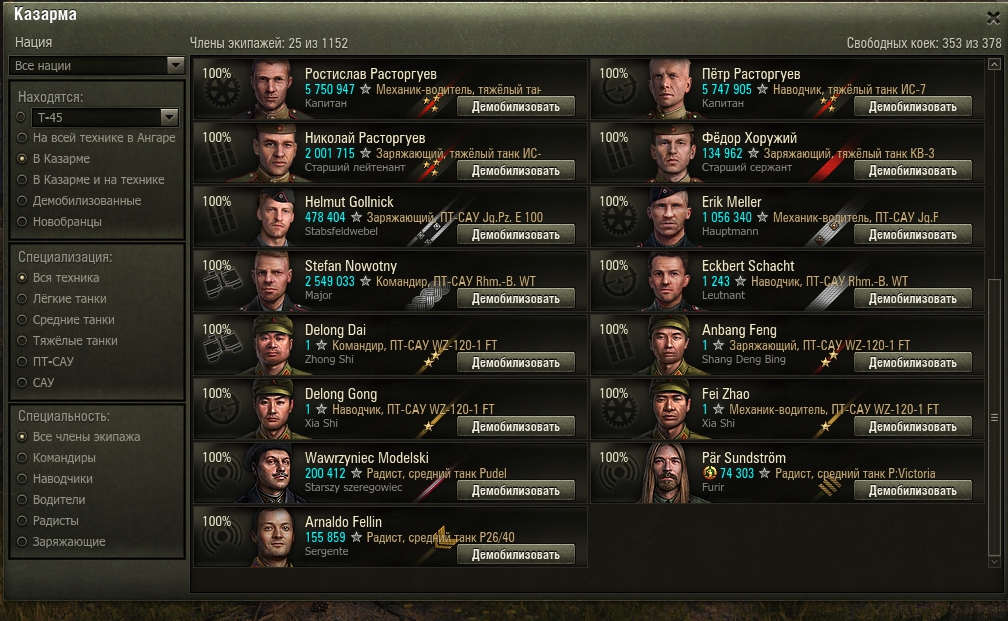 Казарма
Нация
Члены экипажей: 25 из 1152
Свободных коек: 353 из 378
Все нации
Находятся:
Т-45
На всей технике в Ангаре
В Казарме
В Казарме и на технике
Демобилизованные
Новобранцы
Специализация:
Вся техника
Лёгкие танки
Средние танки
Тяжёлые танки
ПТ-САУ
САУ
Специальность:
Все члены экипажа
Командиры
Наводчики
Водители
Радисты
Заряжающие
100%
Ростислав Расторгуев
5 750 947 Механик-водитель, тяжёлый тан
Капитан
Демобилизовать
100%
Пётр Расторгуев
5 747 905 Наводчик, тяжёлый танк ИС-7
Капитан
Демобилизовать
100%
Николай Расторгуев
2 001 715 Заряжающий, тяжёлый танк ИС-
Старший лейтенант
Демобилизовать
100%
Фёдор Хоружий
134 962 Заряжающий, тяжёлый танк КВ-3
Старший сержант
Демобилизовать
100%
Helmut Gollnick
478 404 Заряжающий, ПТ-САУ Jg.Pz. E 100
Stabsfeldwebel
Демобилизовать
100%
Erik Meller
1 056 340 Механик-водитель, ПТ-САУ Jg.F
Hauptmann
Демобилизовать
100%
Stefan Nowotny
2 549 033 Командир, ПТ-САУ Rhm.-B. WT
Major
Демобилизовать
100%
Eckbert Schacht
1 243 Наводчик, ПТ-САУ Rhm.-B. WT
Leutnant
Демобилизовать
100%
Delong Dai
1 Командир, ПТ-САУ WZ-120-1 FT
Zhong Shi
Демобилизовать
100%
Anbang Feng
1 Заряжающий, ПТ-САУ WZ-120-1 FT
Shang Deng Bing
Демобилизовать
100%
Delong Gong
1 Наводчик, ПТ-САУ WZ-120-1 FT
Xia Shi
Демобилизовать
100%
Fei Zhao
1 Механик-водитель, ПТ-САУ WZ-120-1 FT
Xia Shi
Демобилизовать
100%
Wawrzyniec Modelski
200 412 Радист, средний танк Pudel
Starszy szeregowiec
Демобилизовать
100%
Pär Sundström
74 303 Радист, средний танк P:Victoria
Furir
Демобилизовать
100%
Arnaldo Fellin
155 859 Радист, средний танк P26/40
Sergente
Демобилизовать